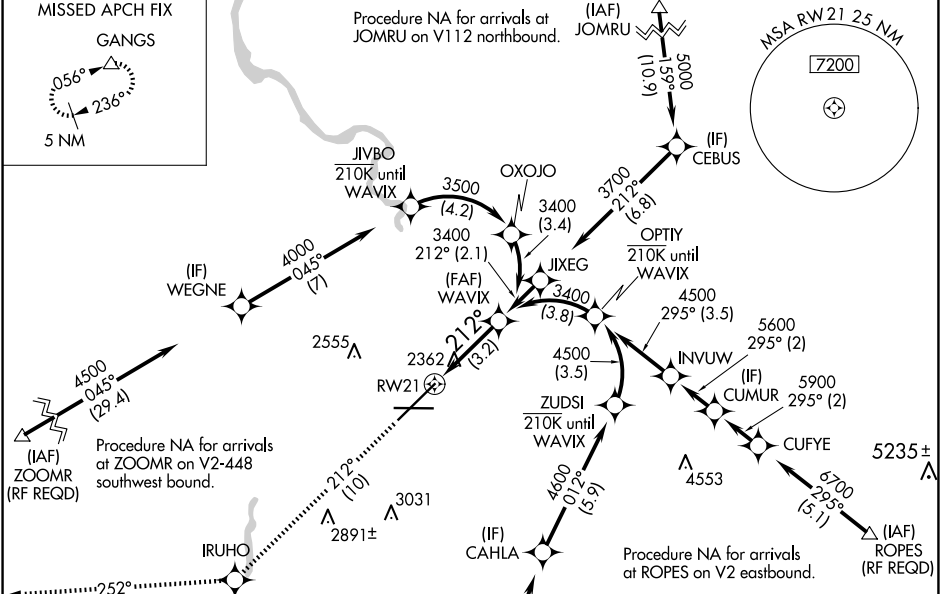 MISSED APCH FIX
GANGS
056°
236°
5 NM
Procedure NA for arrivals at
JOMRU on V112 northbound.
(IAF)
JOMRU
5000
159°
(10.9)
MSA RW21 25 NM
7200
(IF)
CEBUS
3700
212°
(6.8)
JIVBO
210K until
WAVIX
3500
(4.2)
OXOJO
3400
(3.4)
3400
212° (2.1)
JIXEG
OPTIY
210K until
WAVIX
(FAF)
WAVIX
3400
(3.8)
4000
045°
(7)
(IF)
WEGNE
4500
295° (3.5)
5600
295° (2)
INVUW
(IF)
CUMUR
5900
295° (2)
CUFYE
2555
2362
212°
(3.2)
RW21
4500
(3.5)
ZUDSI
210K until
WAVIX
4500
045°
(29.4)
(IAF)
ZOOMR
(RF REQD)
Procedure NA for arrivals
at ZOOMR on V2-448
southwest bound.
5235±
4553
6700
295°
(5.1)
(IAF)
ROPES
(RF REQD)
4600
012°
(5.9)
212°
(10)
3031
2891±
(IF)
CAHLA
Procedure NA for arrivals
at ROPES on V2 eastbound.
IRUHO
252°